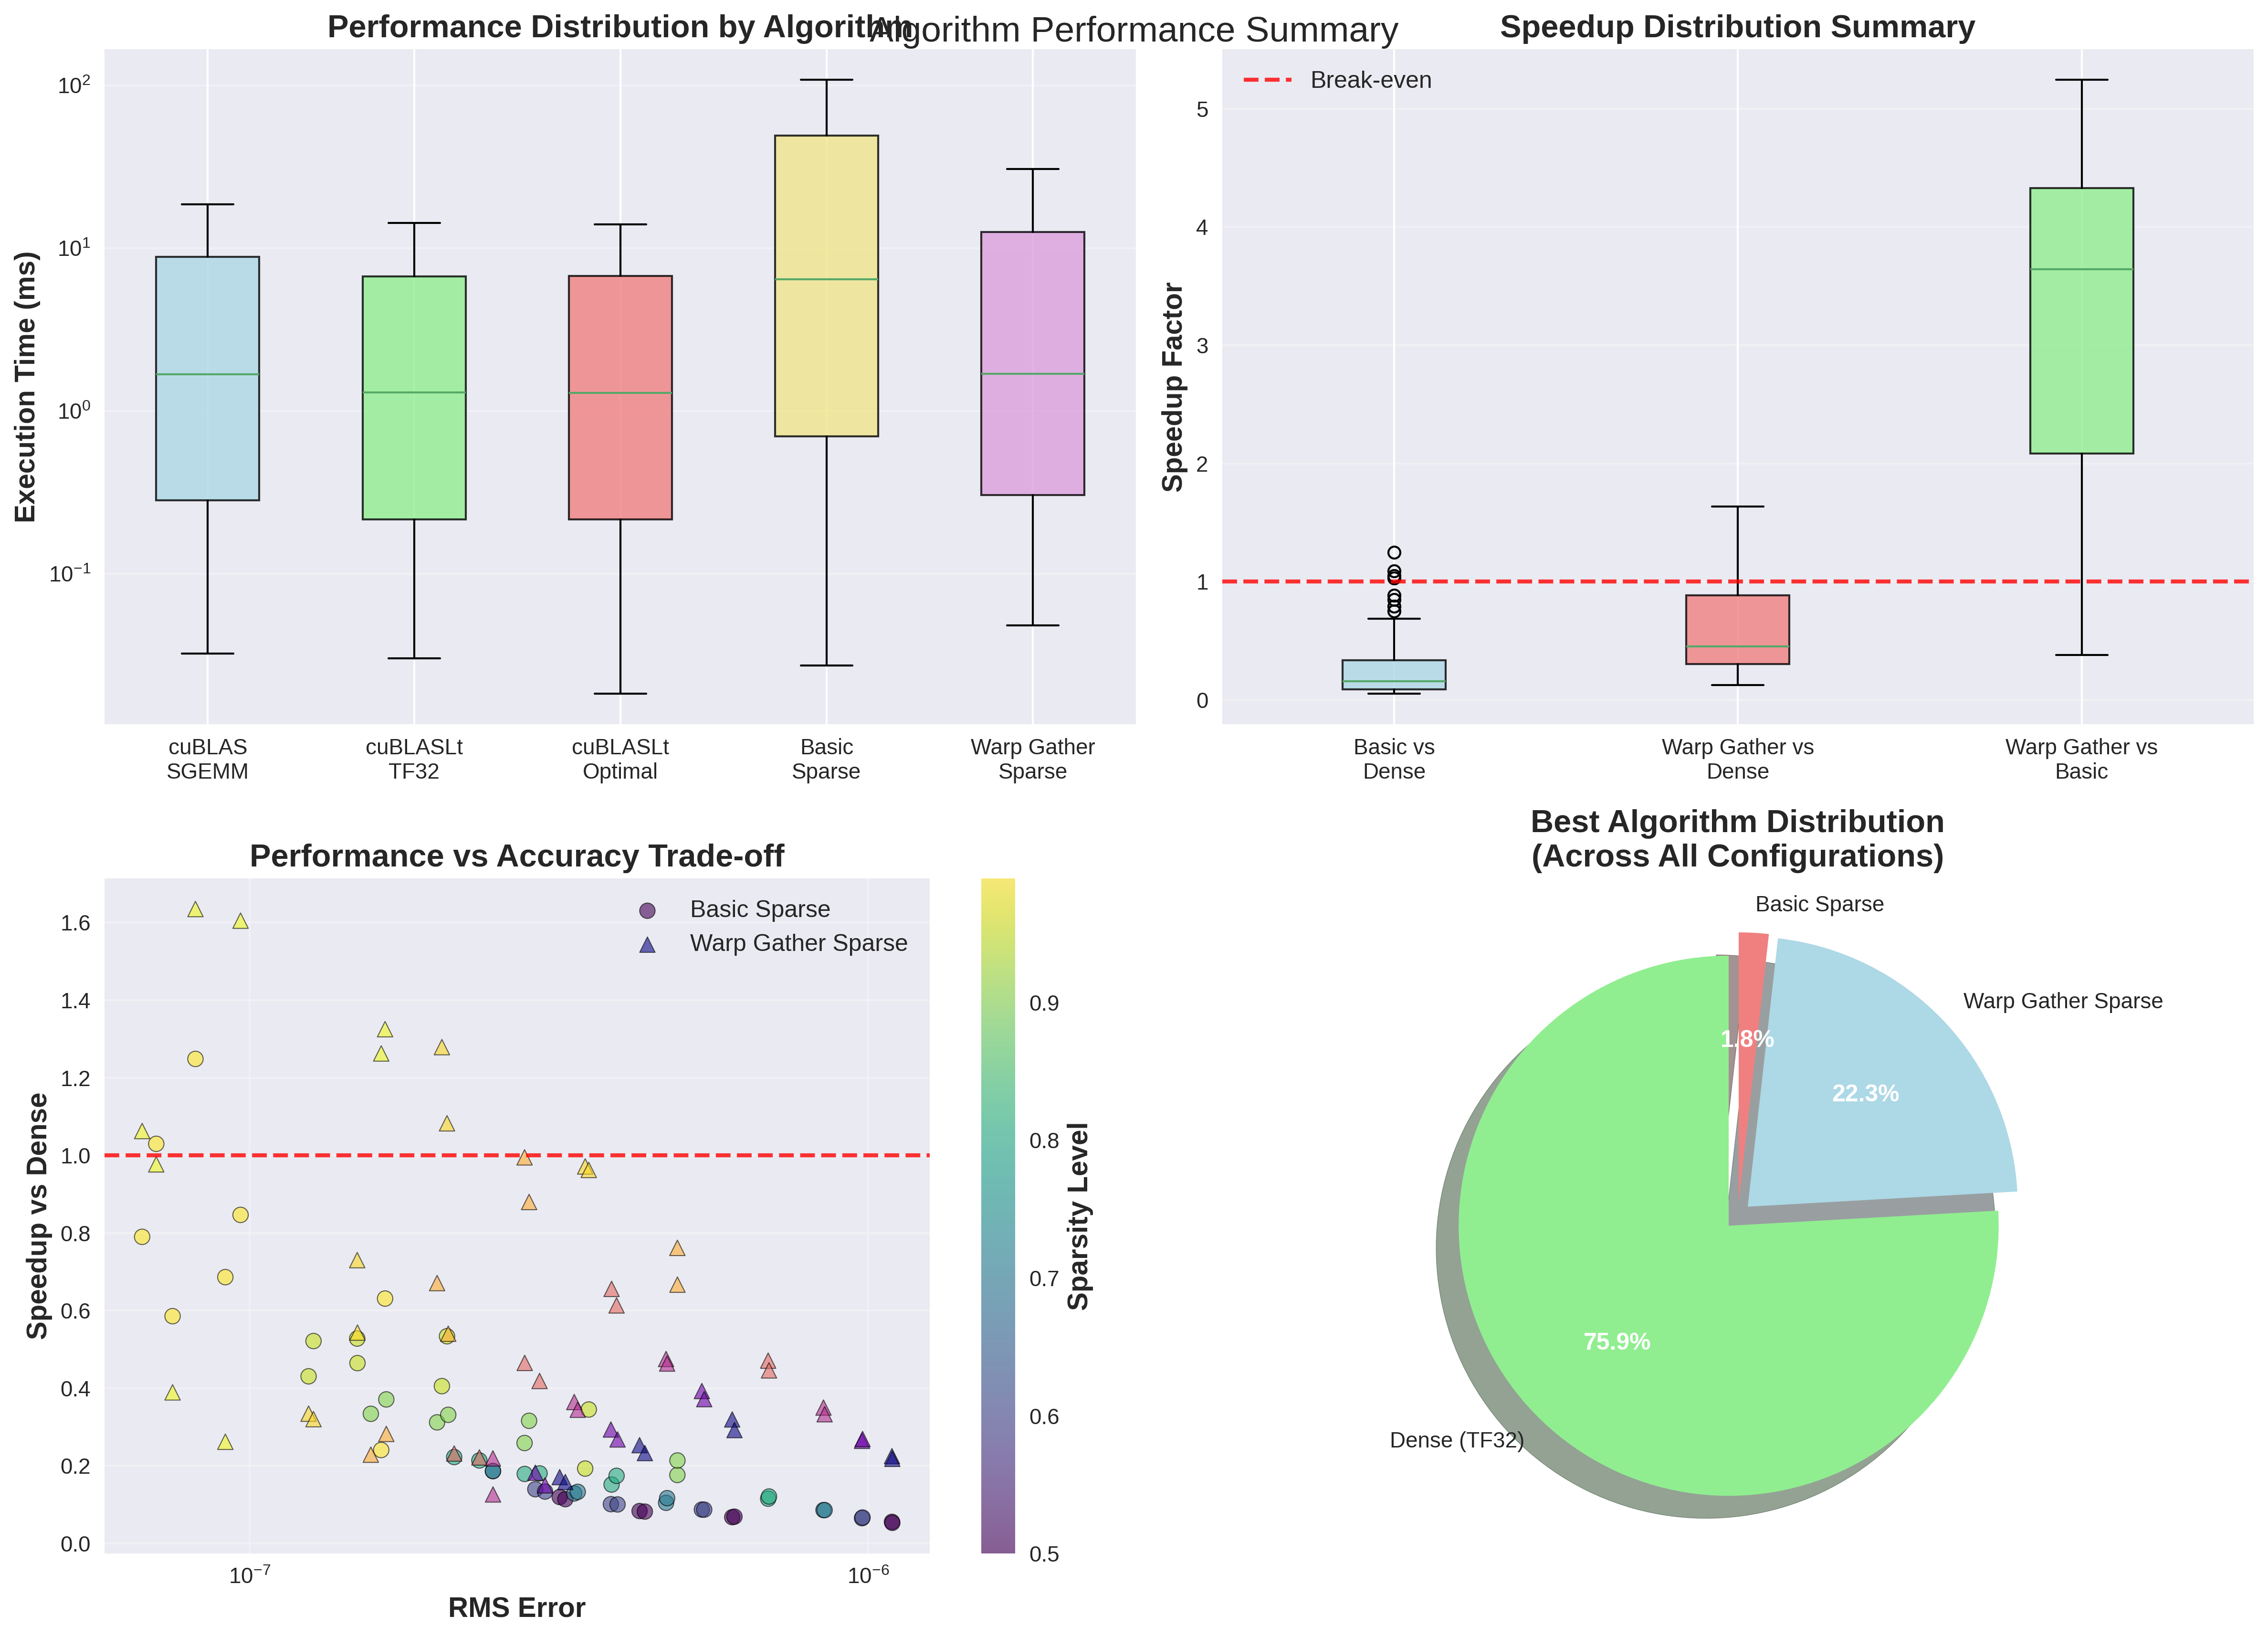 Algorithm Performance Summary
Performance Distribution by Algorithm
Execution Time (ms)
10²
10¹
10⁰
10⁻¹
cuBLAS
SGEMM
cuBLASLt
TF32
cuBLASLt
Optimal
Basic
Sparse
Warp Gather
Sparse
Speedup Distribution Summary
Break-even
Speedup Factor
5
4
3
2
1
0
Basic vs
Dense
Warp Gather vs
Dense
Warp Gather vs
Basic
Performance vs Accuracy Trade-off
Basic Sparse
Warp Gather Sparse
Speedup vs Dense
1.6
1.4
1.2
1.0
0.8
0.6
0.4
0.2
0.0
10⁻⁷
10⁻⁶
RMS Error
0.9
0.8
0.7
0.6
0.5
Sparsity Level
Best Algorithm Distribution
(Across All Configurations)
Basic Sparse
Warp Gather Sparse
1.8%
22.3%
75.9%
Dense (TF32)